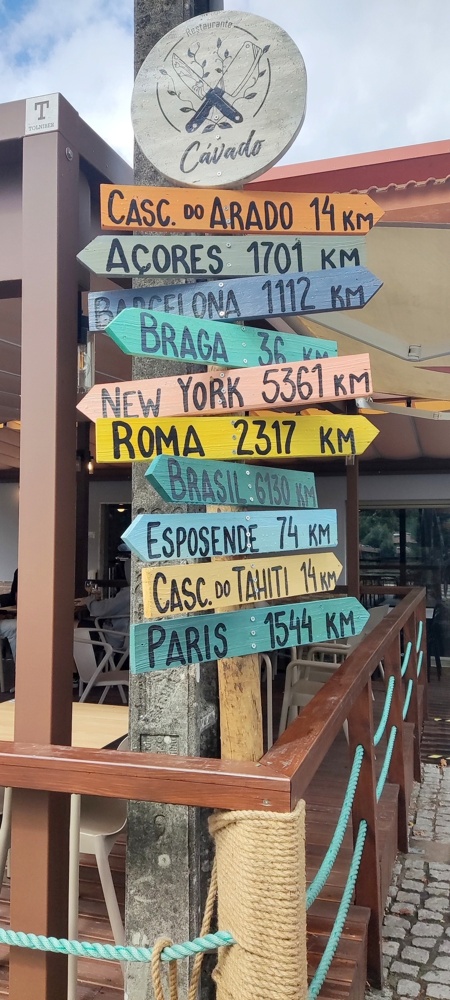 T
TOLDIBER
Restaurante
Cávado
CASC. DO ARADO 14 KM
AÇORES 1701 KM
BARCELONA 1112 KM
BRAGA 36 KM
NEW YORK 5361 KM
ROMA 2317 KM
BRASIL 6130 KM
ESPOSENDE 74 KM
CASC. DO TAHITI 14 KM
PARIS 1544 KM